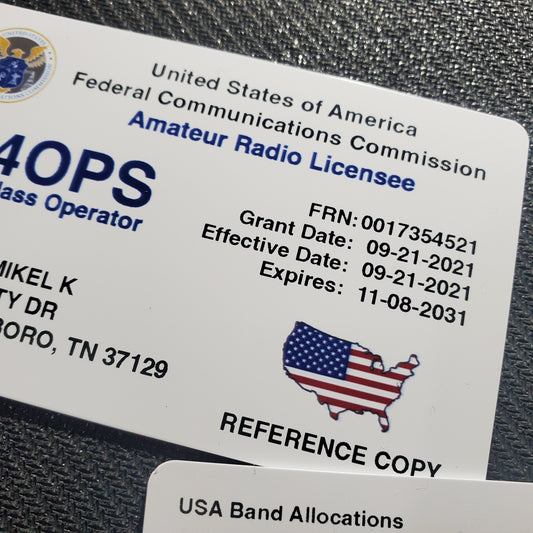 United States of America
Federal Communications Commission
Amateur Radio Licensee
4OPS
lass Operator
FRN: 0017354521
Grant Date: 09-21-2021
Effective Date: 09-21-2021
Expires: 11-08-2031
MIKEL K
TY DR
BORO, TN 37129
REFERENCE COPY
USA Band Allocations